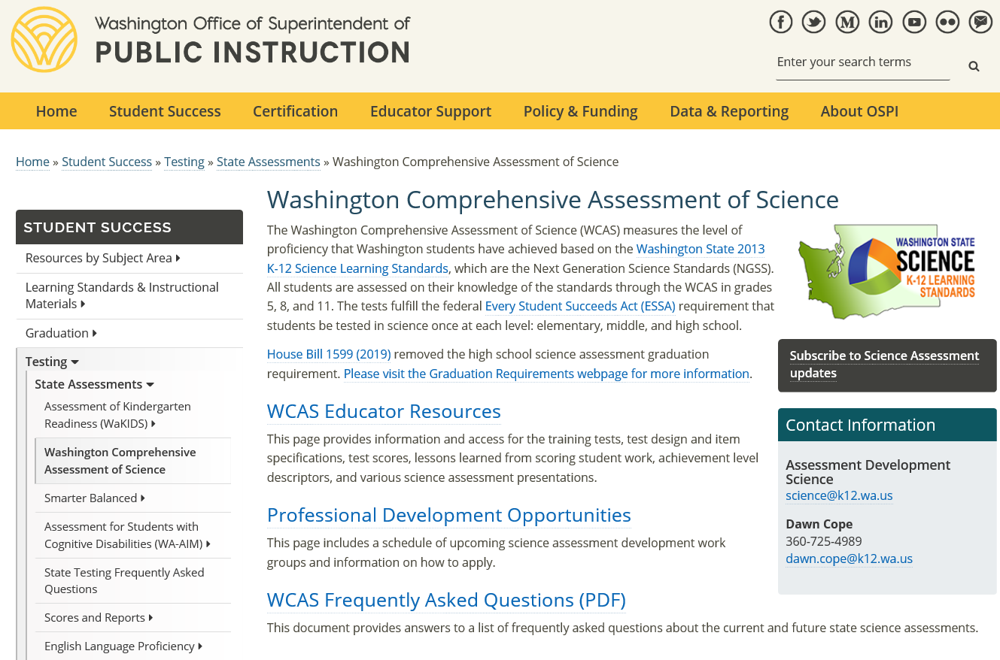 Washington Office of Superintendent of
PUBLIC INSTRUCTION
Enter your search terms
Home Student Success Certification Educator Support Policy & Funding Data & Reporting About OSPI
Home » Student Success » Testing » State Assessments » Washington Comprehensive Assessment of Science
STUDENT SUCCESS
Resources by Subject Area
Learning Standards & Instructional
Materials
Graduation
Testing
State Assessments
Assessment of Kindergarten
Readiness (WaKIDS)
Washington Comprehensive
Assessment of Science
Smarter Balanced
Assessment for Students with
Cognitive Disabilities (WA-AIM)
State Testing Frequently Asked
Questions
Scores and Reports
English Language Proficiency
Washington Comprehensive Assessment of Science
The Washington Comprehensive Assessment of Science (WCAS) measures the level of
proficiency that Washington students have achieved based on the Washington State 2013
K-12 Science Learning Standards, which are the Next Generation Science Standards (NGSS).
All students are assessed on their knowledge of the standards through the WCAS in grades
5, 8, and 11. The tests fulfill the federal Every Student Succeeds Act (ESSA) requirement that
students be tested in science once at each level: elementary, middle, and high school.
House Bill 1599 (2019) removed the high school science assessment graduation
requirement. Please visit the Graduation Requirements webpage for more information.
WCAS Educator Resources
This page provides information and access for the training tests, test design and item
specifications, test scores, lessons learned from scoring student work, achievement level
descriptors, and various science assessment presentations.
Professional Development Opportunities
This page includes a schedule of upcoming science assessment development work
groups and information on how to apply.
WCAS Frequently Asked Questions (PDF)
This document provides answers to a list of frequently asked questions about the current and future state science assessments.
WASHINGTON STATE
SCIENCE
K-12 LEARNING
STANDARDS
Subscribe to Science Assessment
updates
Contact Information
Assessment Development
Science
science@k12.wa.us
Dawn Cope
360-725-4989
dawn.cope@k12.wa.us